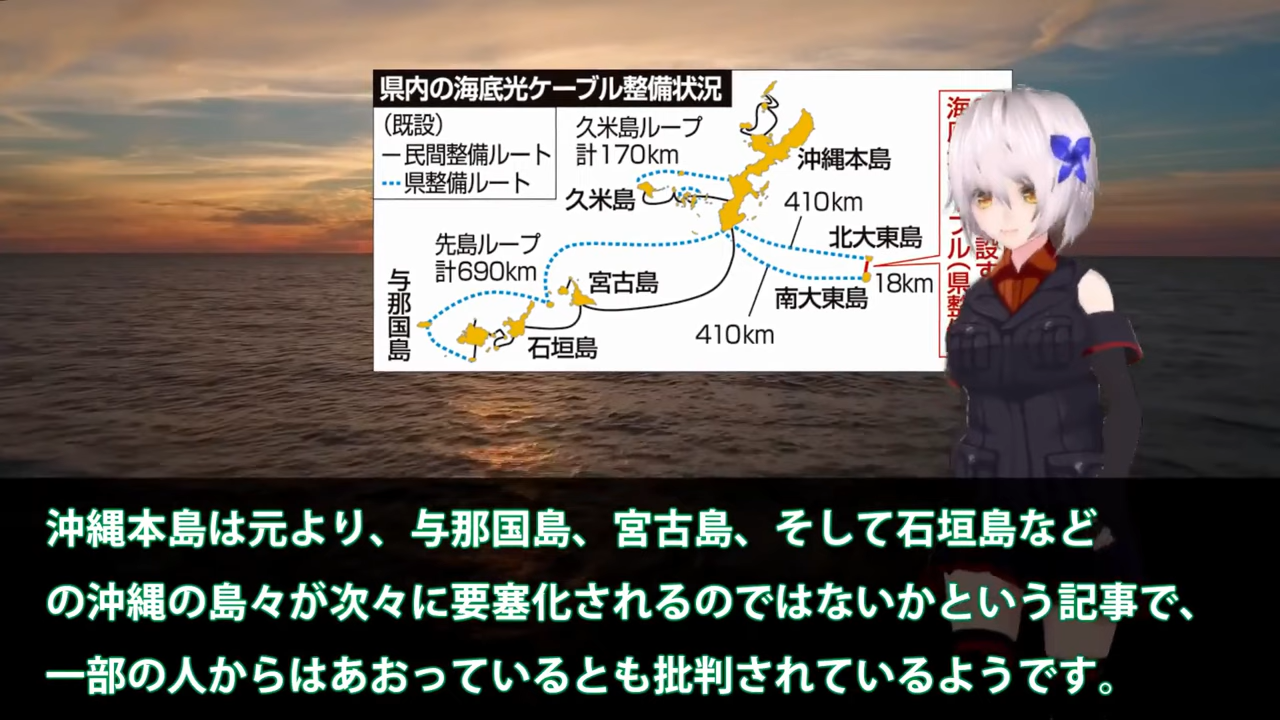 県内の海底光ケーブル整備状況
(既設)
民間整備ルート
県整備ルート
久米島ループ
計170km
沖縄本島
久米島
410km
北大東島
先島ループ
計690km
宮古島
南大東島
18km
与那国島
石垣島
410km
沖縄本島は元より、与那国島、宮古島、そして石垣島など
の沖縄の島々が次々に要塞化されるのではないかという記事で、
一部の人からはあおっているとも批判されているようです。